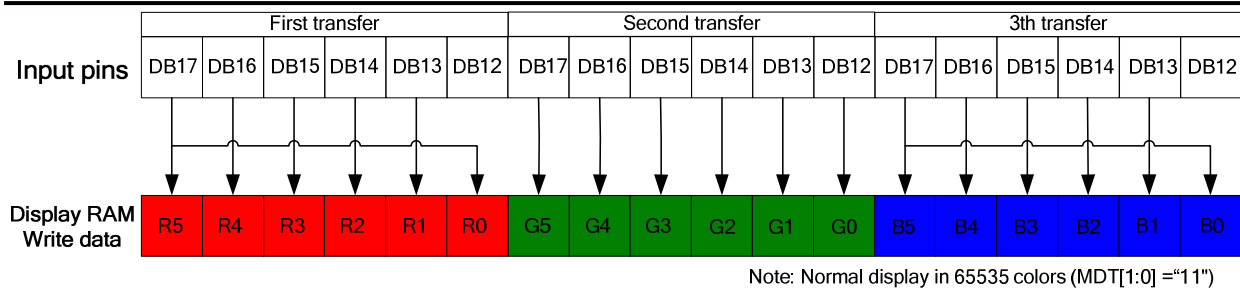 First transfer Second transfer 3th transfer
Input pins DB17 DB16 DB15 DB14 DB13 DB12 DB17 DB16 DB15 DB14 DB13 DB12 DB17 DB16 DB15 DB14 DB13 DB12
Display RAM
Write data
R5 R4 R3 R2 R1 R0 G5 G4 G3 G2 G1 G0 B5 B4 B3 B2 B1 B0
Note: Normal display in 65535 colors (MDT[1:0] =“11")